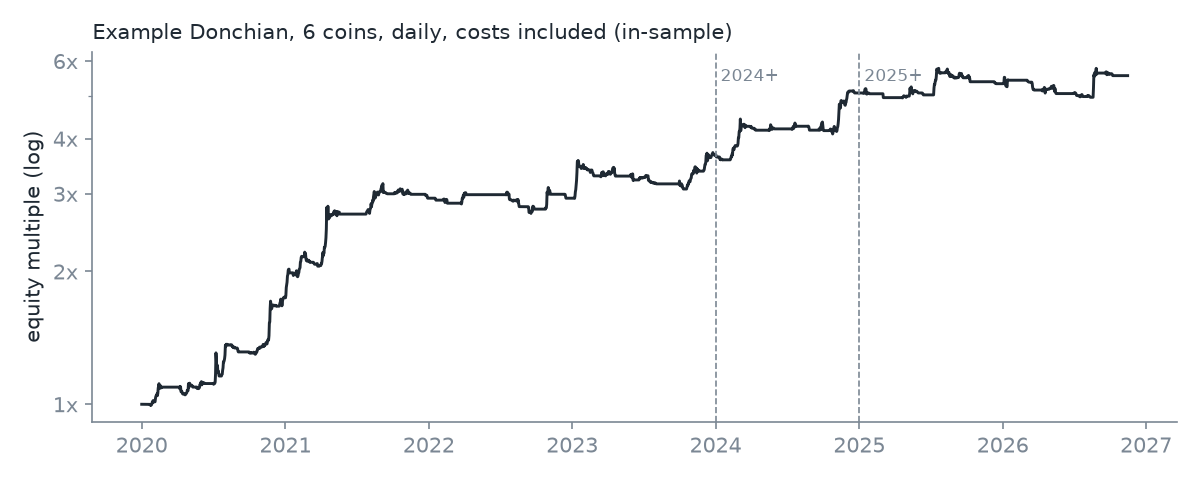 Example Donchian, 6 coins, daily, costs included (in-sample)
equity multiple (log)
6x
4x
3x
2x
1x
2024+
2025+
2020 2021 2022 2023 2024 2025 2026 2027